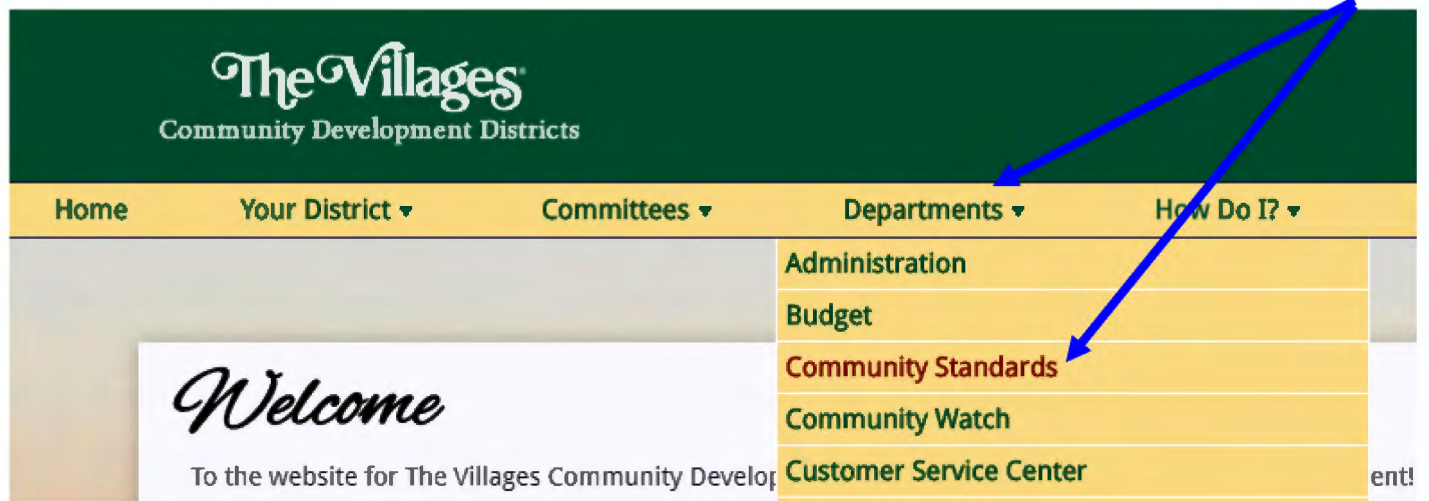 The Villages
Community Development Districts
Home Your District ▾ Committees ▾ Departments ▾ How Do I? ▾
Administration
Budget
Community Standards
Community Watch
Customer Service Center
Welcome
To the website for The Villages Community Develop ent!